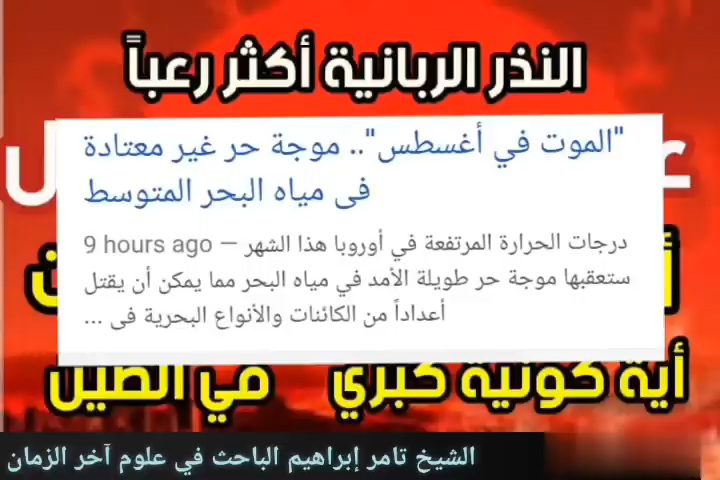 النذر الربانية أكثر رعباً
"الموت في أغسطس".. موجة حر غير معتادة
فى مياه البحر المتوسط
درجات الحرارة المرتفعة في أوروبا هذا الشهر — 9 hours ago
ستعقبها موجة حر طويلة الأمد في مياه البحر مما يمكن أن يقتل
أعداداً من الكائنات والأنواع البحرية فى ...
أية كونية كبري في الصين
الشيخ تامر إبراهيم الباحث في علوم آخر الزمان